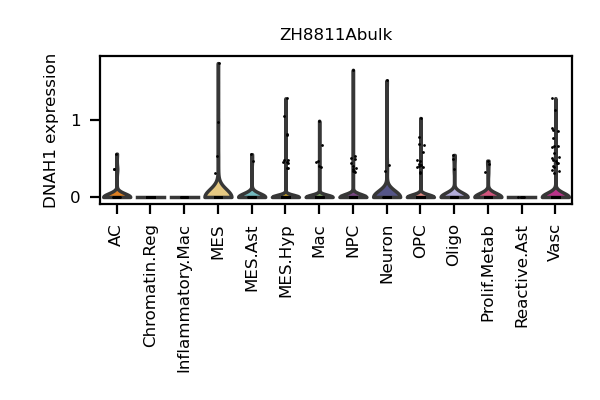 ZH8811Abulk
DNAH1 expression
1
0
AC
Chromatin.Reg
Inflammatory.Mac
MES
MES.Ast
MES.Hyp
Mac
NPC
Neuron
OPC
Oligo
Prolif.Metab
Reactive.Ast
Vasc